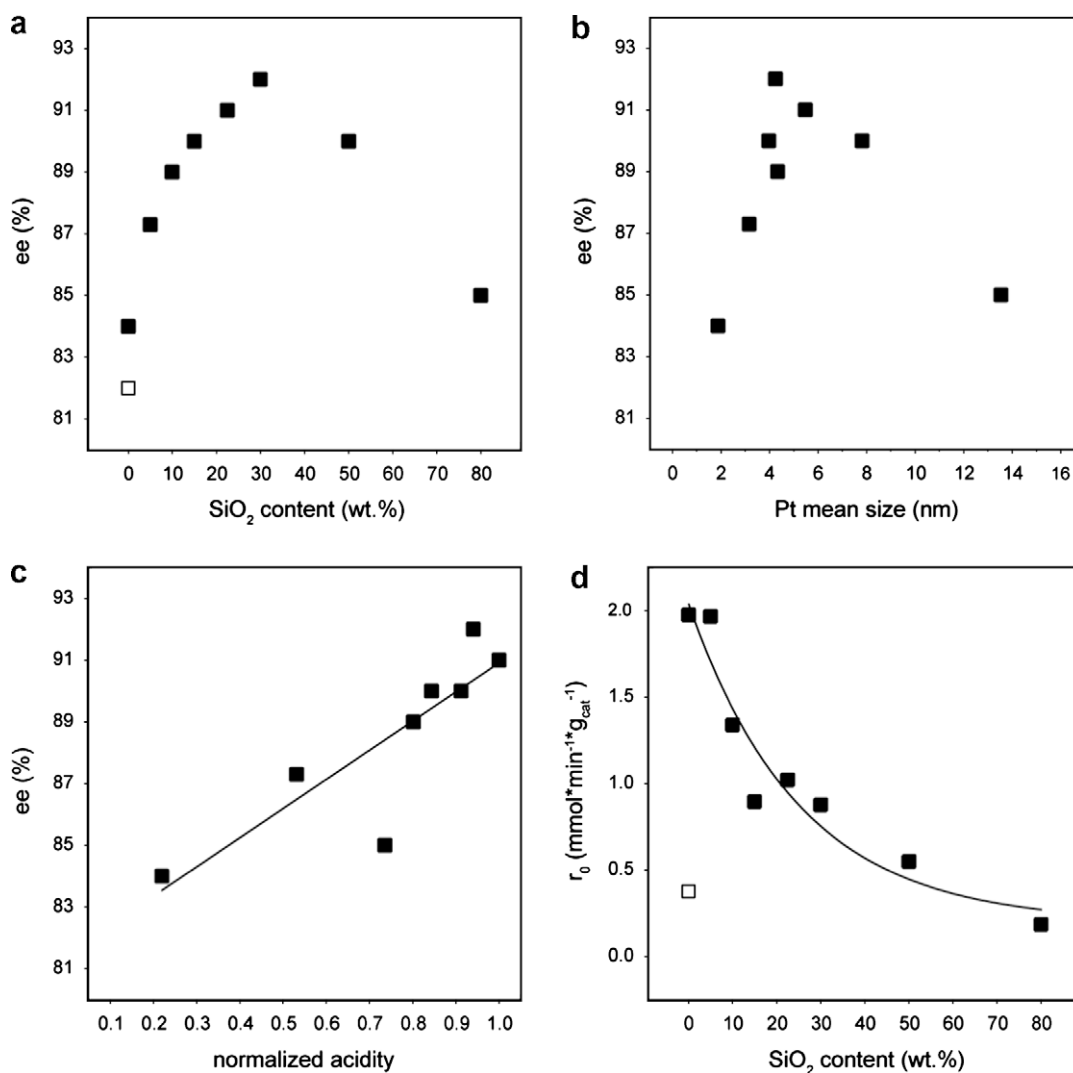 a
93
91
89
87
85
83
81
ee (%)
0 10 20 30 40 50 60 70 80
SiO₂ content (wt.%)
b
93
91
89
87
85
83
81
ee (%)
0 2 4 6 8 10 12 14 16
Pt mean size (nm)
c
93
91
89
87
85
83
81
ee (%)
0.1 0.2 0.3 0.4 0.5 0.6 0.7 0.8 0.9 1.0
normalized acidity
d
2.0
1.5
1.0
0.5
0.0
r₀ (mmol*min⁻¹*g_cat⁻¹)
0 10 20 30 40 50 60 70 80
SiO₂ content (wt.%)